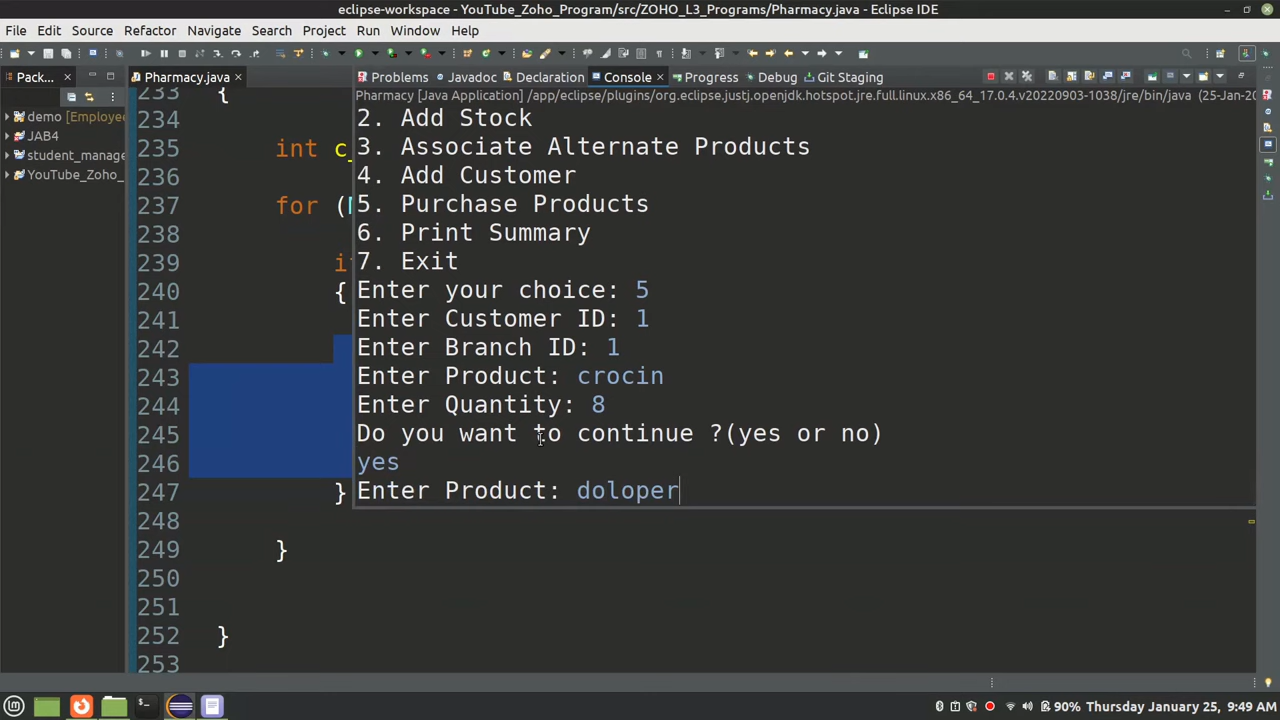 eclipse-workspace - YouTube_Zoho_Program/src/ZOHO_L3_Programs/Pharmacy.java - Eclipse IDE
File Edit Source Refactor Navigate Search Project Run Window Help
Pack... Pharmacy.java Problems Javadoc Declaration Console Progress Debug Git Staging
Pharmacy [Java Application] /app/eclipse/plugins/org.eclipse.justj.openjdk.hotspot.jre.full.linux.x86_64_17.0.4.v20220903-1038/jre/bin/java (25-Jan-20
demo [Employee
JAB4
student_manage
YouTube_Zoho_
233 {
234
235 int c_
236
237 for (
238
239 if
240 {
241
242
243
244
245
246
247 }
248
249 }
250
251
252 }
253
2. Add Stock
3. Associate Alternate Products
4. Add Customer
5. Purchase Products
6. Print Summary
7. Exit
Enter your choice: 5
Enter Customer ID: 1
Enter Branch ID: 1
Enter Product: crocin
Enter Quantity: 8
Do you want to continue ?(yes or no)
yes
Enter Product: doloper
90% Thursday January 25, 9:49 AM